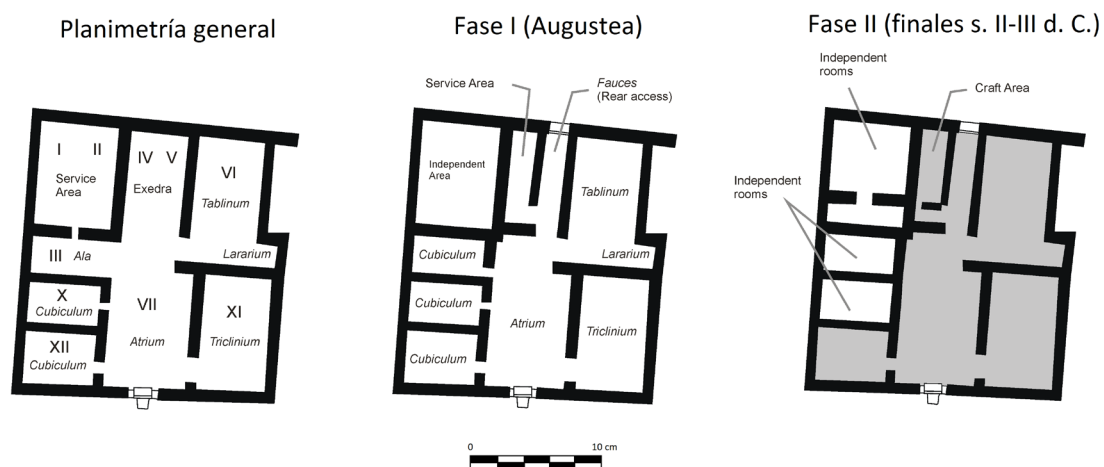 Planimetría general
I II
Service
Area
IV V
Exedra
VI
Tablinum
III Ala
Lararium
X
Cubiculum
VII
Atrium
XI
Triclinium
XII
Cubiculum
Fase I (Augustea)
Service Area
Fauces
(Rear access)
Independent
Area
Tablinum
Cubiculum
Lararium
Cubiculum
Atrium
Triclinium
Cubiculum
0 10 cm
Fase II (finales s. II-III d. C.)
Independent
rooms
Craft Area
Independent
rooms